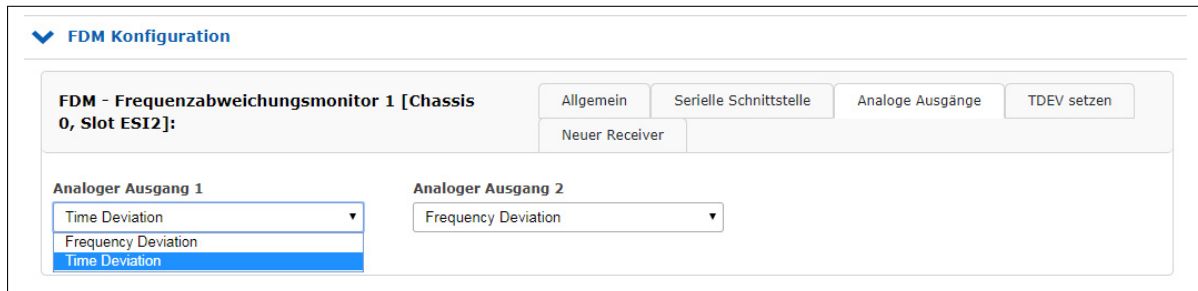 FDM Konfiguration
FDM - Frequenzabweichungsmonitor 1 [Chassis
0, Slot ESI2]:
Allgemein Serielle Schnittstelle Analoge Ausgänge TDEV setzen
Neuer Receiver
Analoger Ausgang 1 Analoger Ausgang 2
Time Deviation Frequency Deviation
Frequency Deviation
Time Deviation